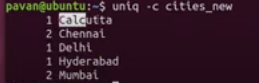 pavan@ubuntu:~$ uniq -c cities_new
1 Calcutta
2 Chennai
1 Delhi
1 Hyderabad
2 Mumbai